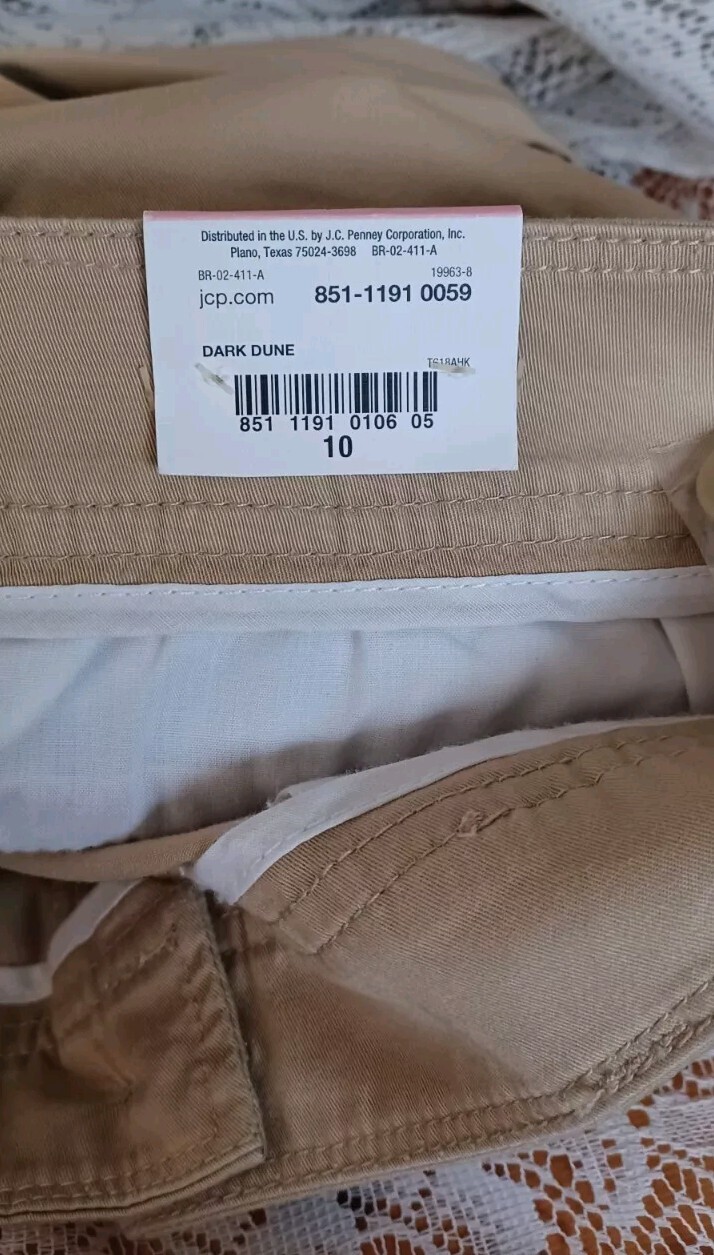 Distributed in the U.S. by J.C. Penney Corporation, Inc.
Plano, Texas 75024-3698 BR-02-411-A
BR-02-411-A 19963-8
jcp.com 851-1191 0059
DARK DUNE
851 1191 0106 05
10